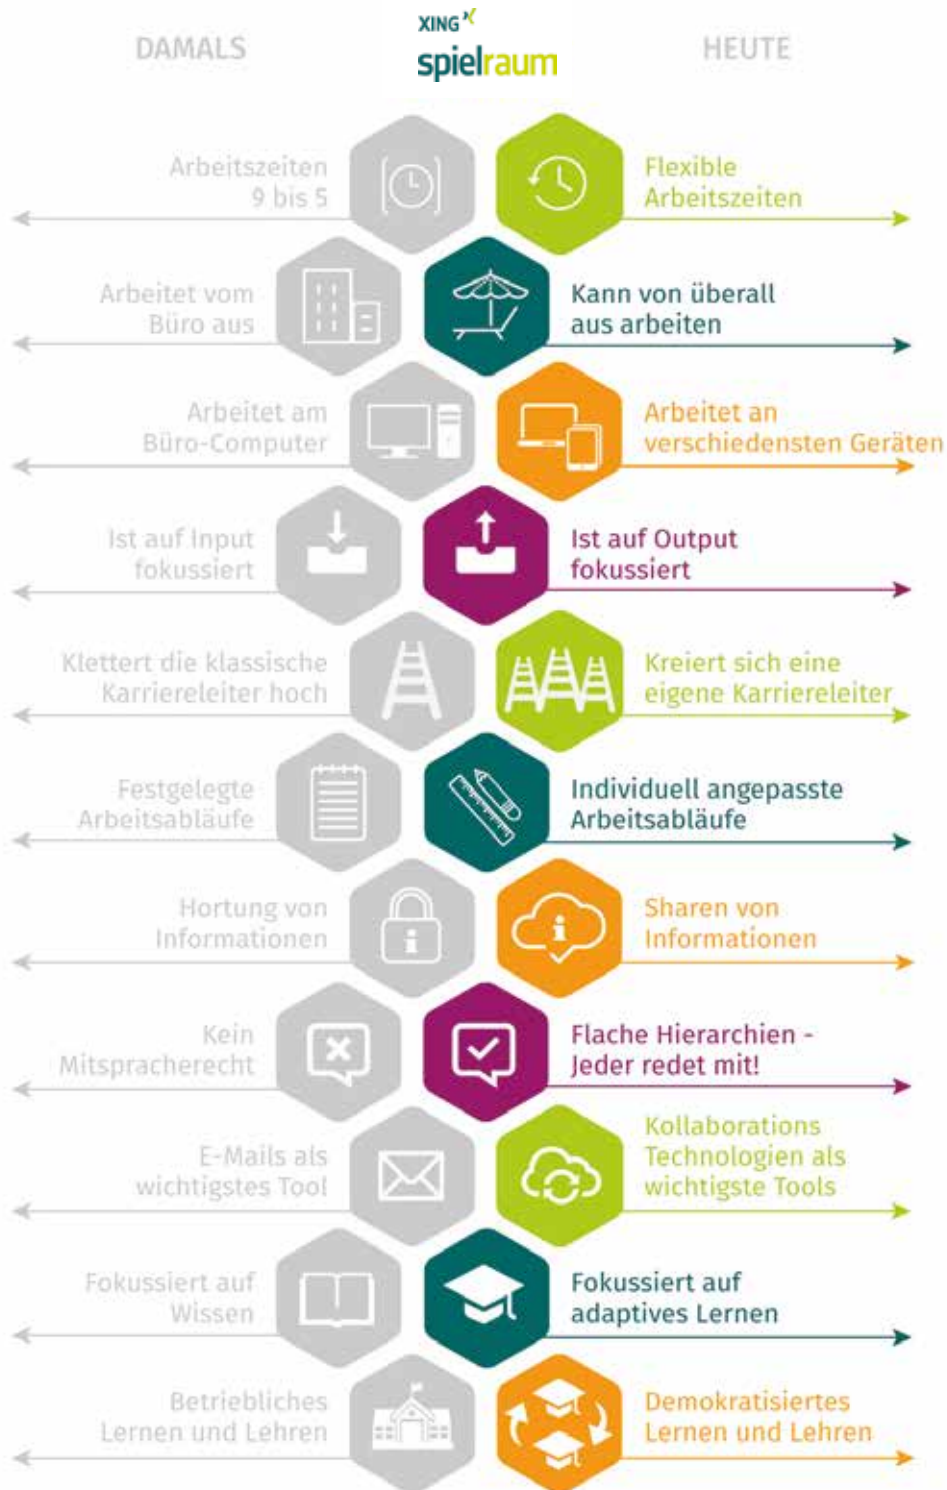 XING
DAMALS
spielraum
HEUTE
Arbeitszeiten
9 bis 5
Flexible
Arbeitszeiten
Arbeitet vom
Büro aus
Kann von überall
aus arbeiten
Arbeitet am
Büro-Computer
Arbeitet an
verschiedensten Geräten
Ist auf Input
fokussiert
Ist auf Output
fokussiert
Klettert die klassische
Karriereleiter hoch
Kreiert sich eine
eigene Karriereleiter
Festgelegte
Arbeitsabläufe
Individuell angepasste
Arbeitsabläufe
Hortung von
Informationen
Sharen von
Informationen
Kein
Mitspracherecht
Flache Hierarchien -
Jeder redet mit!
E-Mails als
wichtigstes Tool
Kollaborations
Technologien als
wichtigste Tools
Fokussiert auf
Wissen
Fokussiert auf
adaptives Lernen
Betriebliches
Lernen und Lehren
Demokratisiertes
Lernen und Lehren